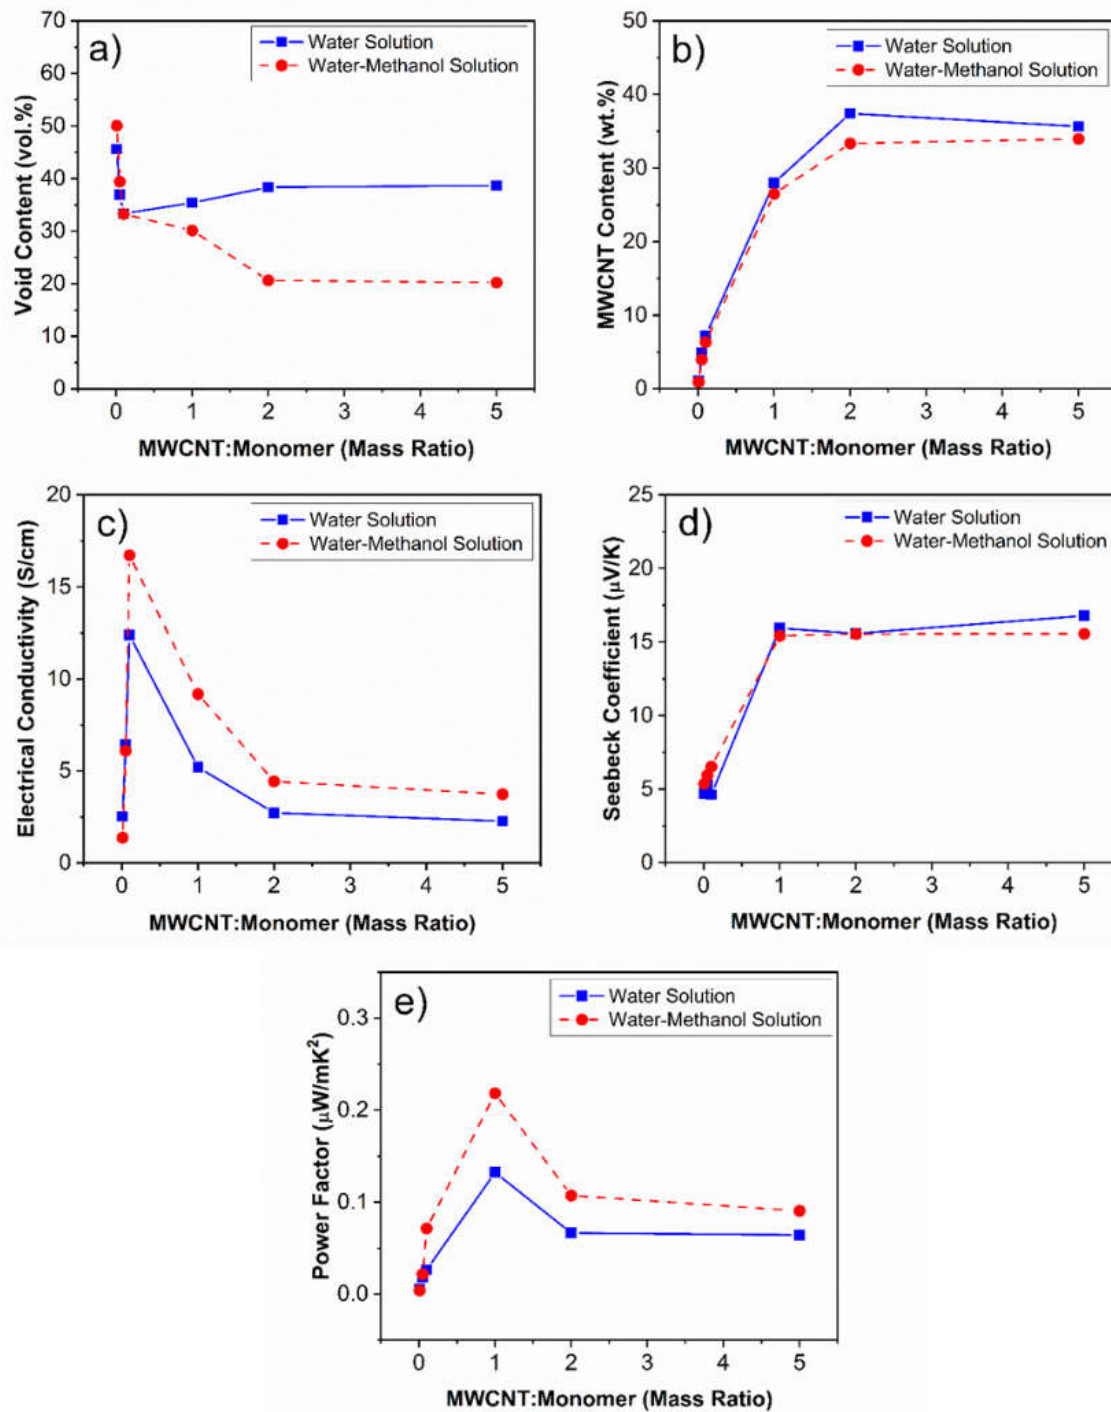 a)
Water Solution
Water-Methanol Solution
70
60
50
40
30
20
10
0
Void Content (vol.%)
0 1 2 3 4 5
MWCNT:Monomer (Mass Ratio)
b)
Water Solution
Water-Methanol Solution
50
40
30
20
10
0
MWCNT Content (wt.%)
0 1 2 3 4 5
MWCNT:Monomer (Mass Ratio)
c)
Water Solution
Water-Methanol Solution
20
15
10
5
0
Electrical Conductivity (S/cm)
0 1 2 3 4 5
MWCNT:Monomer (Mass Ratio)
d)
Water Solution
Water-Methanol Solution
25
20
15
10
5
0
Seebeck Coefficient (μV/K)
0 1 2 3 4 5
MWCNT:Monomer (Mass Ratio)
e)
Water Solution
Water-Methanol Solution
0.3
0.2
0.1
0.0
Power Factor (μW/mK²)
0 1 2 3 4 5
MWCNT:Monomer (Mass Ratio)